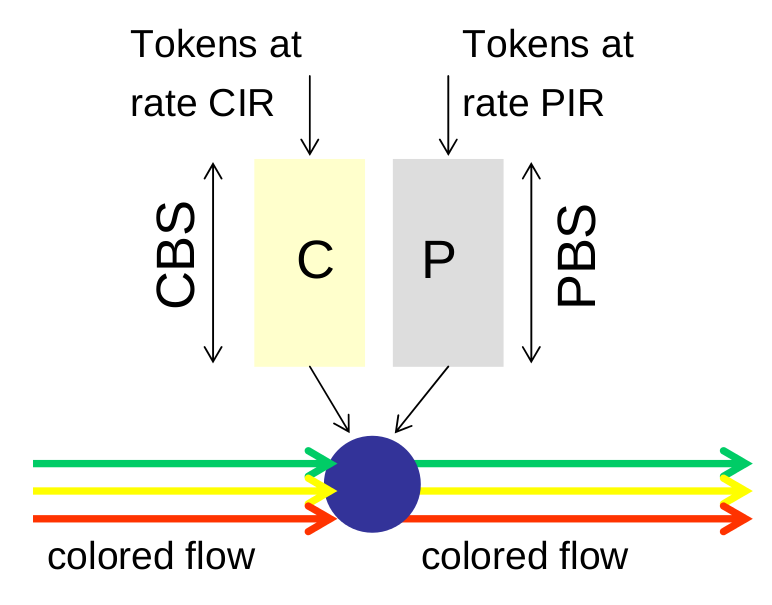 Tokens at
rate CIR
Tokens at
rate PIR
CBS
C
P
PBS
colored flow
colored flow